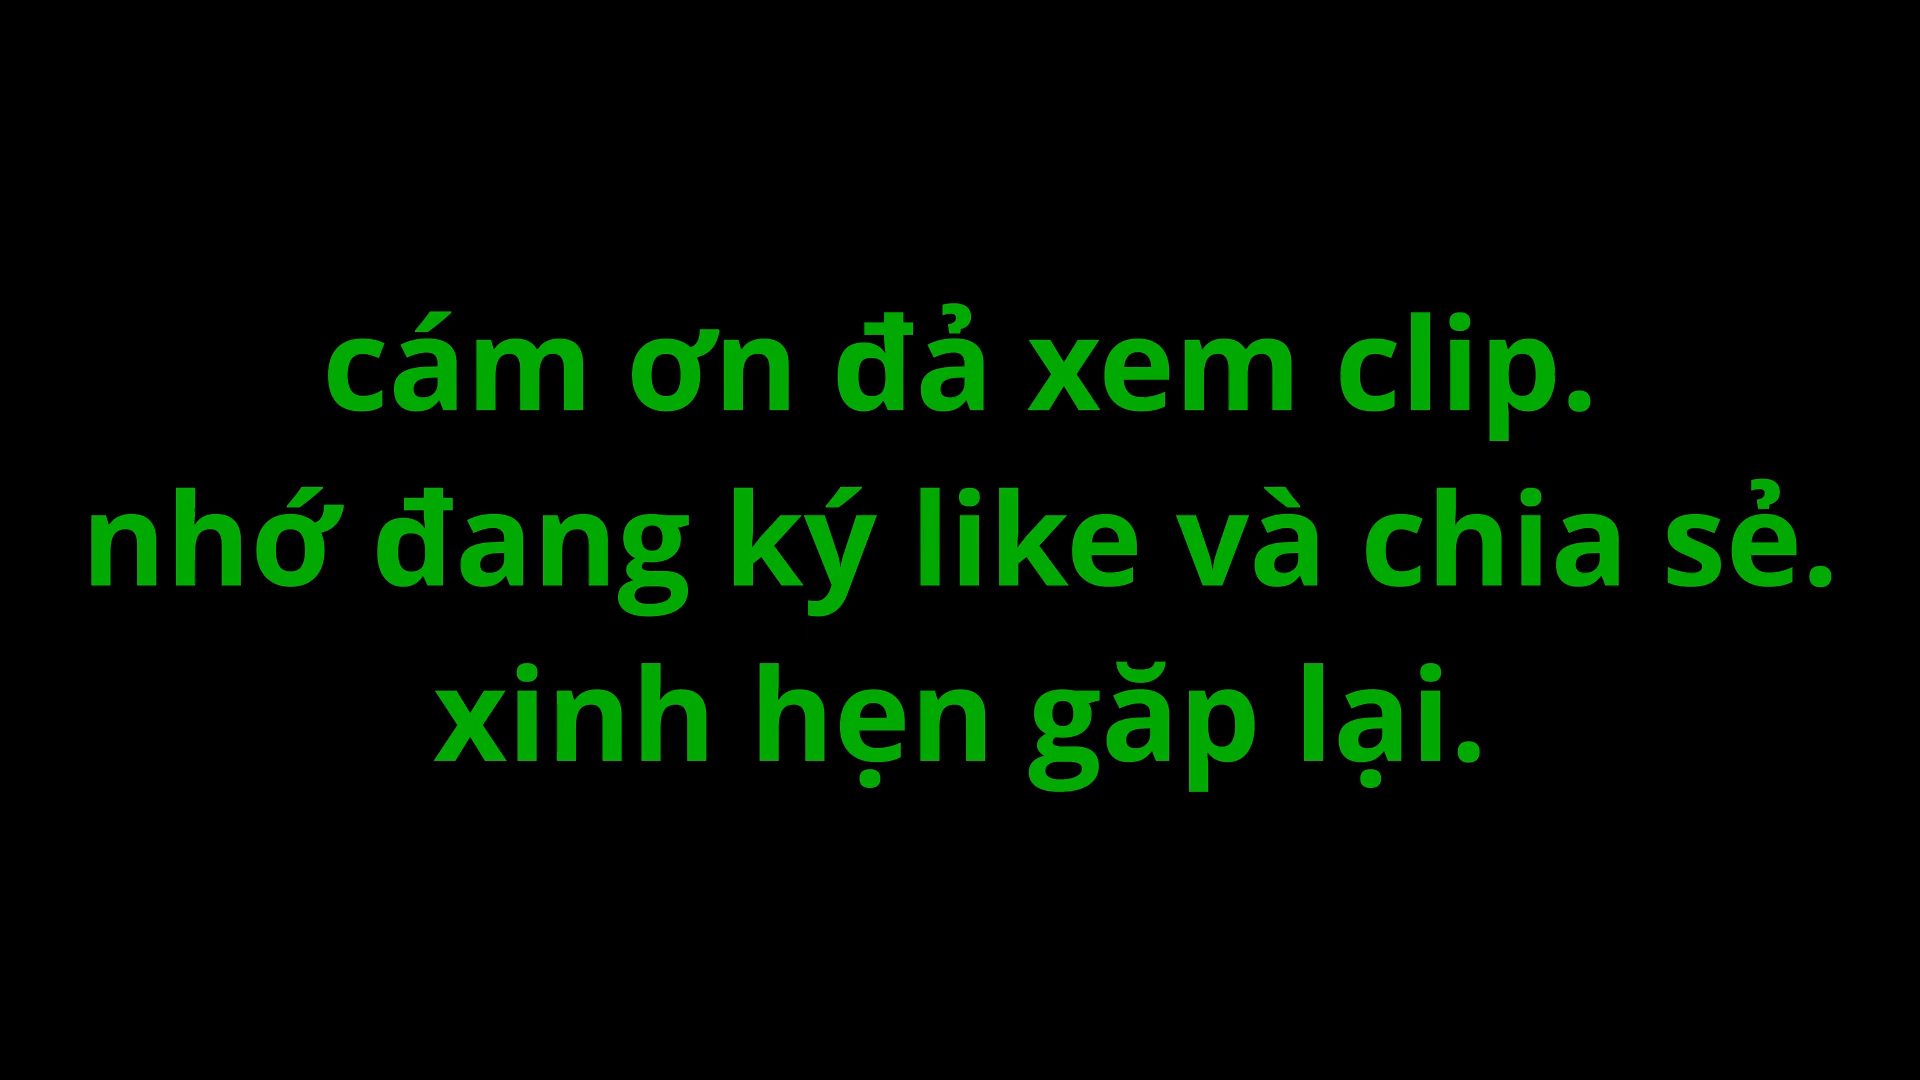 cám ơn đả xem clip.
nhớ đang ký like và chia sẻ.
xinh hẹn găp lại.